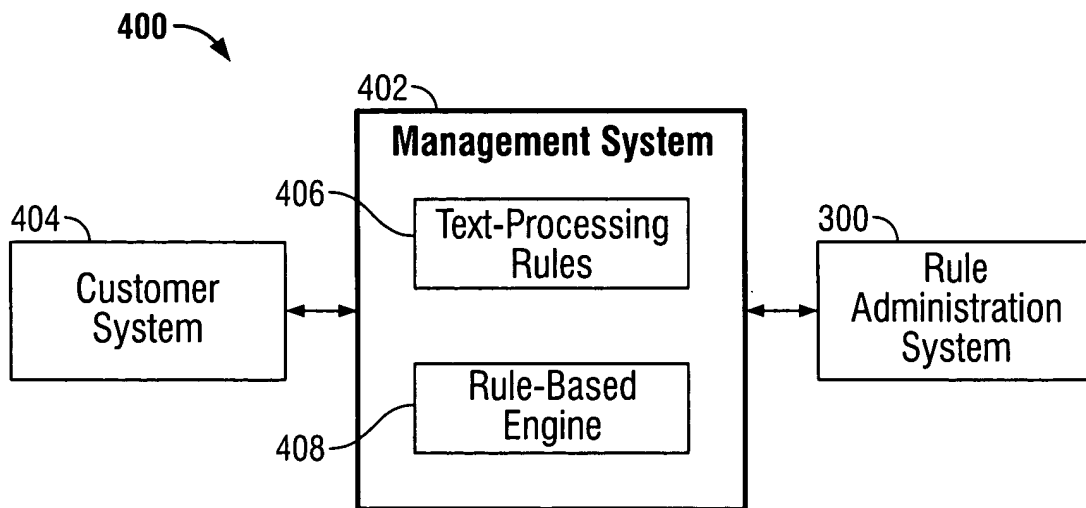 400
402
Management System
406
Text-Processing
Rules
404
Customer
System
300
Rule
Administration
System
Rule-Based
Engine
408